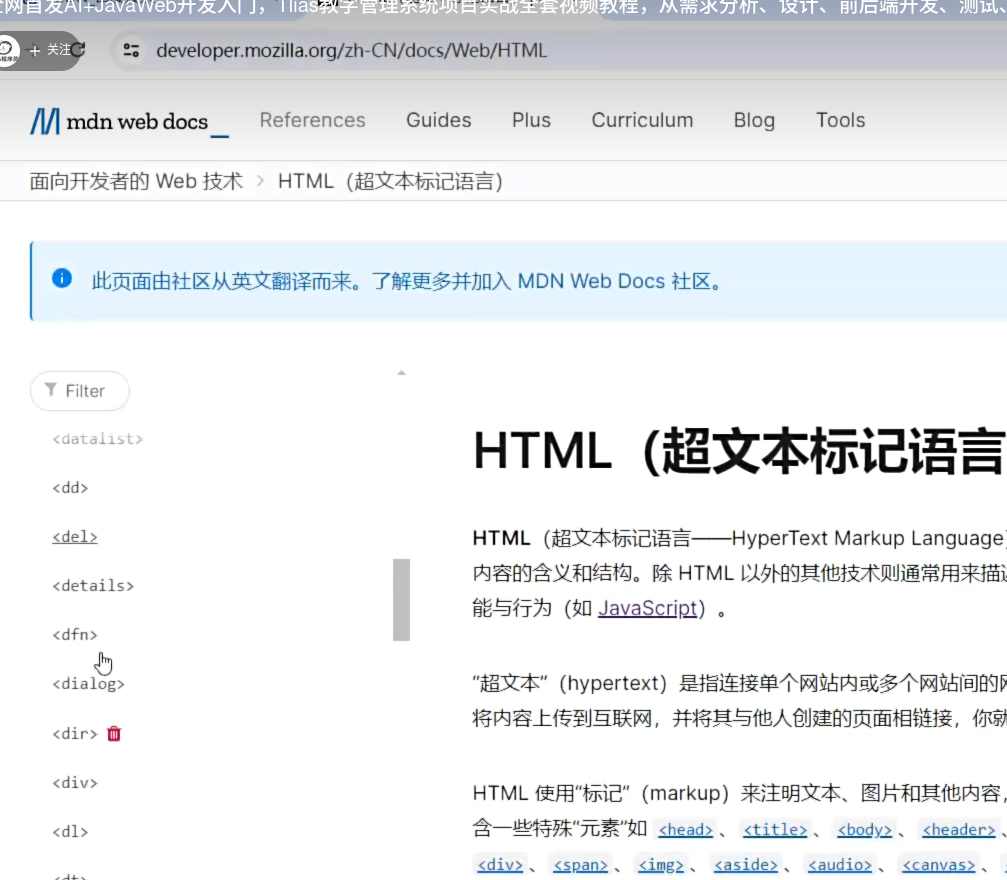 全网首发AI+JavaWeb开发入门，Tlias教学管理系统项目实战全套视频教程，从需求分析、设计、前后端开发、测试、
+ 关注
developer.mozilla.org/zh-CN/docs/Web/HTML
mdn web docs_ References Guides Plus Curriculum Blog Tools
面向开发者的 Web 技术 > HTML（超文本标记语言）
此页面由社区从英文翻译而来。了解更多并加入 MDN Web Docs 社区。
Filter
<datalist>
<dd>
<del>
<details>
<dfn>
<dialog>
<dir>
<div>
<dl>
<dt>
HTML（超文本标记语言
HTML（超文本标记语言——HyperText Markup Language）
内容的含义和结构。除 HTML 以外的其他技术则通常用来描述
能与行为（如 JavaScript）。
“超文本”（hypertext）是指连接单个网站内或多个网站间的网
将内容上传到互联网，并将其与他人创建的页面相链接，你就
HTML 使用“标记”（markup）来注明文本、图片和其他内容，
含一些特殊“元素”如 <head>、<title>、<body>、<header>、
<div>、<span>、<img>、<aside>、<audio>、<canvas>、